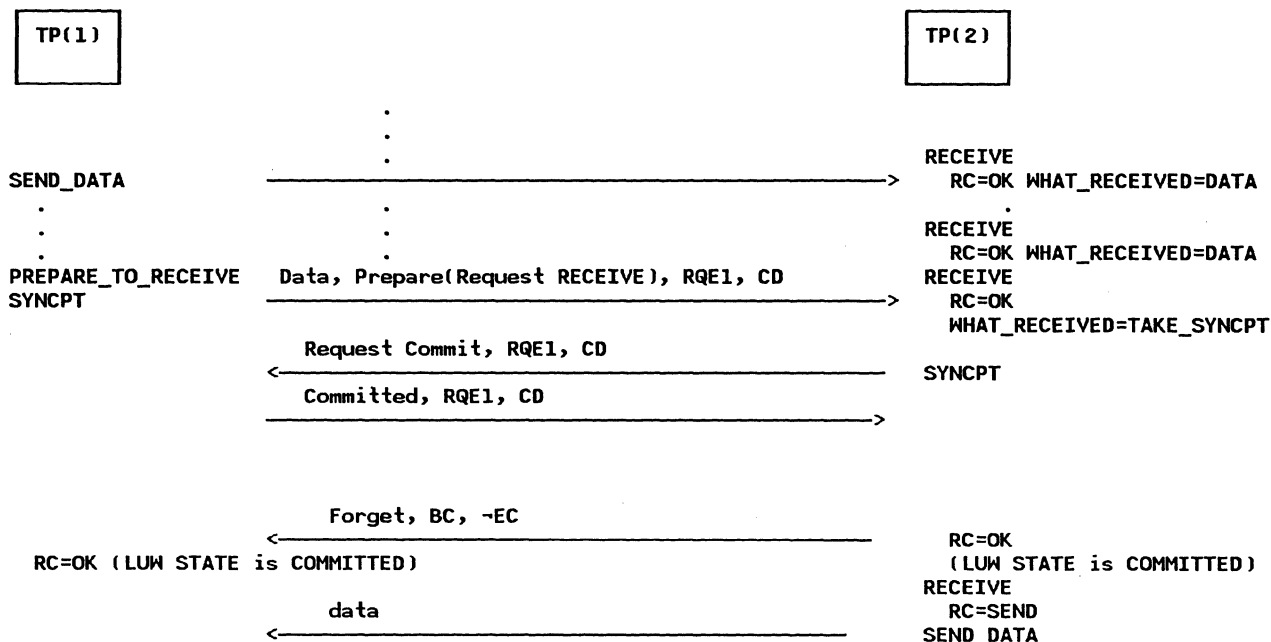 TP(1) TP(2)
RECEIVE
SEND_DATA RC=OK WHAT_RECEIVED=DATA
RECEIVE
RC=OK WHAT_RECEIVED=DATA
PREPARE_TO_RECEIVE Data, Prepare(Request RECEIVE), RQE1, CD RECEIVE
SYNCPT RC=OK
WHAT_RECEIVED=TAKE_SYNCPT
Request Commit, RQE1, CD
SYNCPT
Committed, RQE1, CD
Forget, BC, ¬EC
RC=OK
RC=OK (LUW STATE is COMMITTED) (LUW STATE is COMMITTED)
RECEIVE
data RC=SEND
SEND_DATA